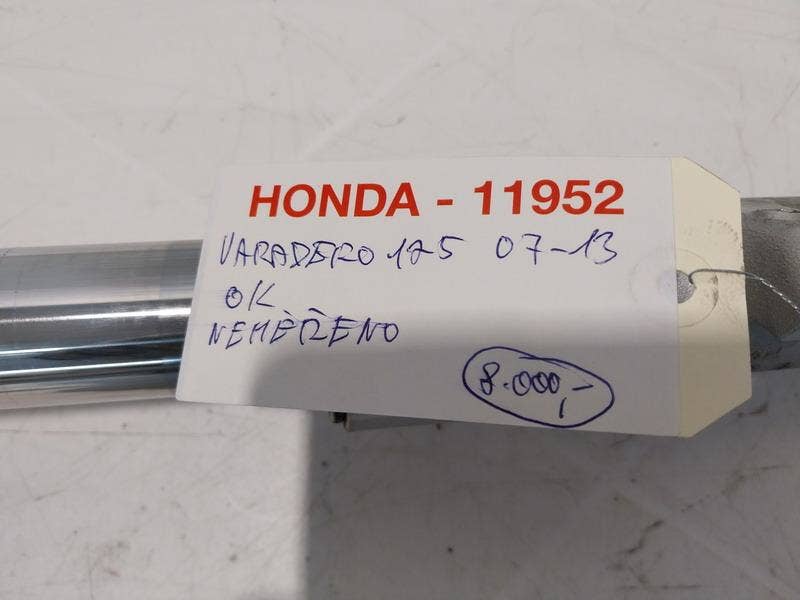 HONDA - 11952
VARADERO 125 07-13
OK
NEMĚŘENO
8.000,-